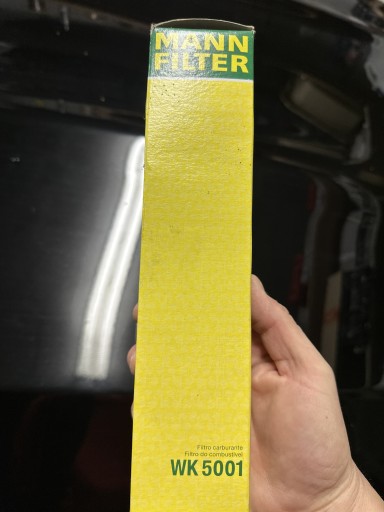 MANN
FILTER
Filtro carburante
Filtro do combustível
WK 5001